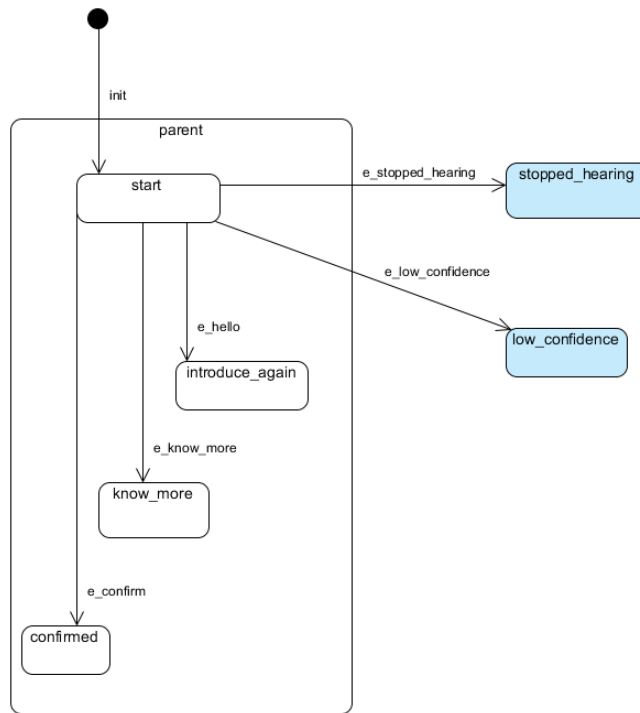 init
parent
start
e_stopped_hearing
stopped_hearing
e_low_confidence
low_confidence
e_hello
introduce_again
e_know_more
know_more
e_confirm
confirmed